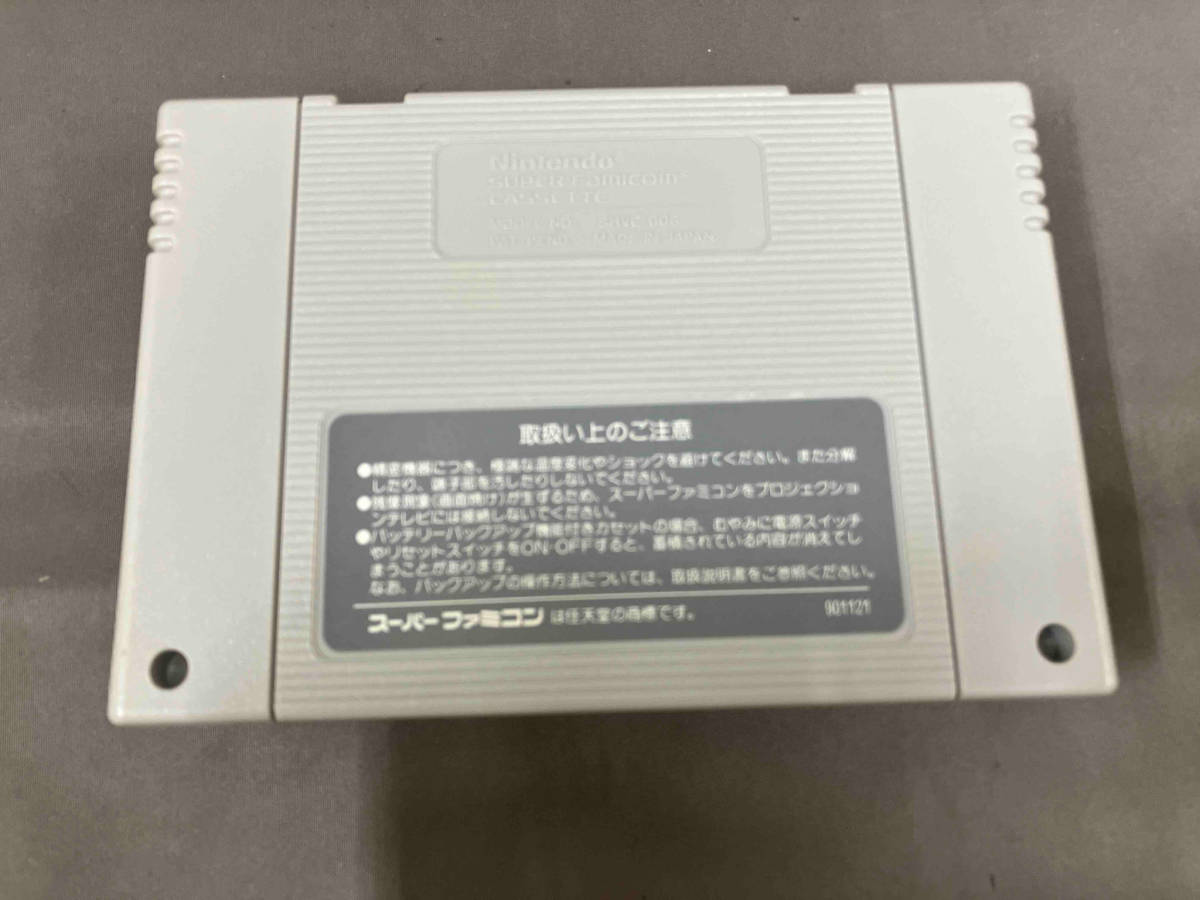 Nintendo
SUPER Famicom
CASSETTE
MODEL NO. SHVC-006
PAT. PEND. MADE IN JAPAN
取扱い上のご注意
●精密機器につき、極端な温度変化やショックを避けてください。また分解
したり、端子部を汚したりしないでください。
●残像現象(画面焼け)が生ずるため、スーパーファミコンをプロジェクショ
ンテレビには接続しないでください。
●バッテリーバックアップ機能付きカセットの場合、むやみに電源スイッチ
やリセットスイッチをON・OFFすると、蓄積されている内容が消えてし
まうことがあります。
なお、バックアップの操作方法については、取扱説明書をご参照ください。
スーパーファミコン は任天堂の商標です。
901121